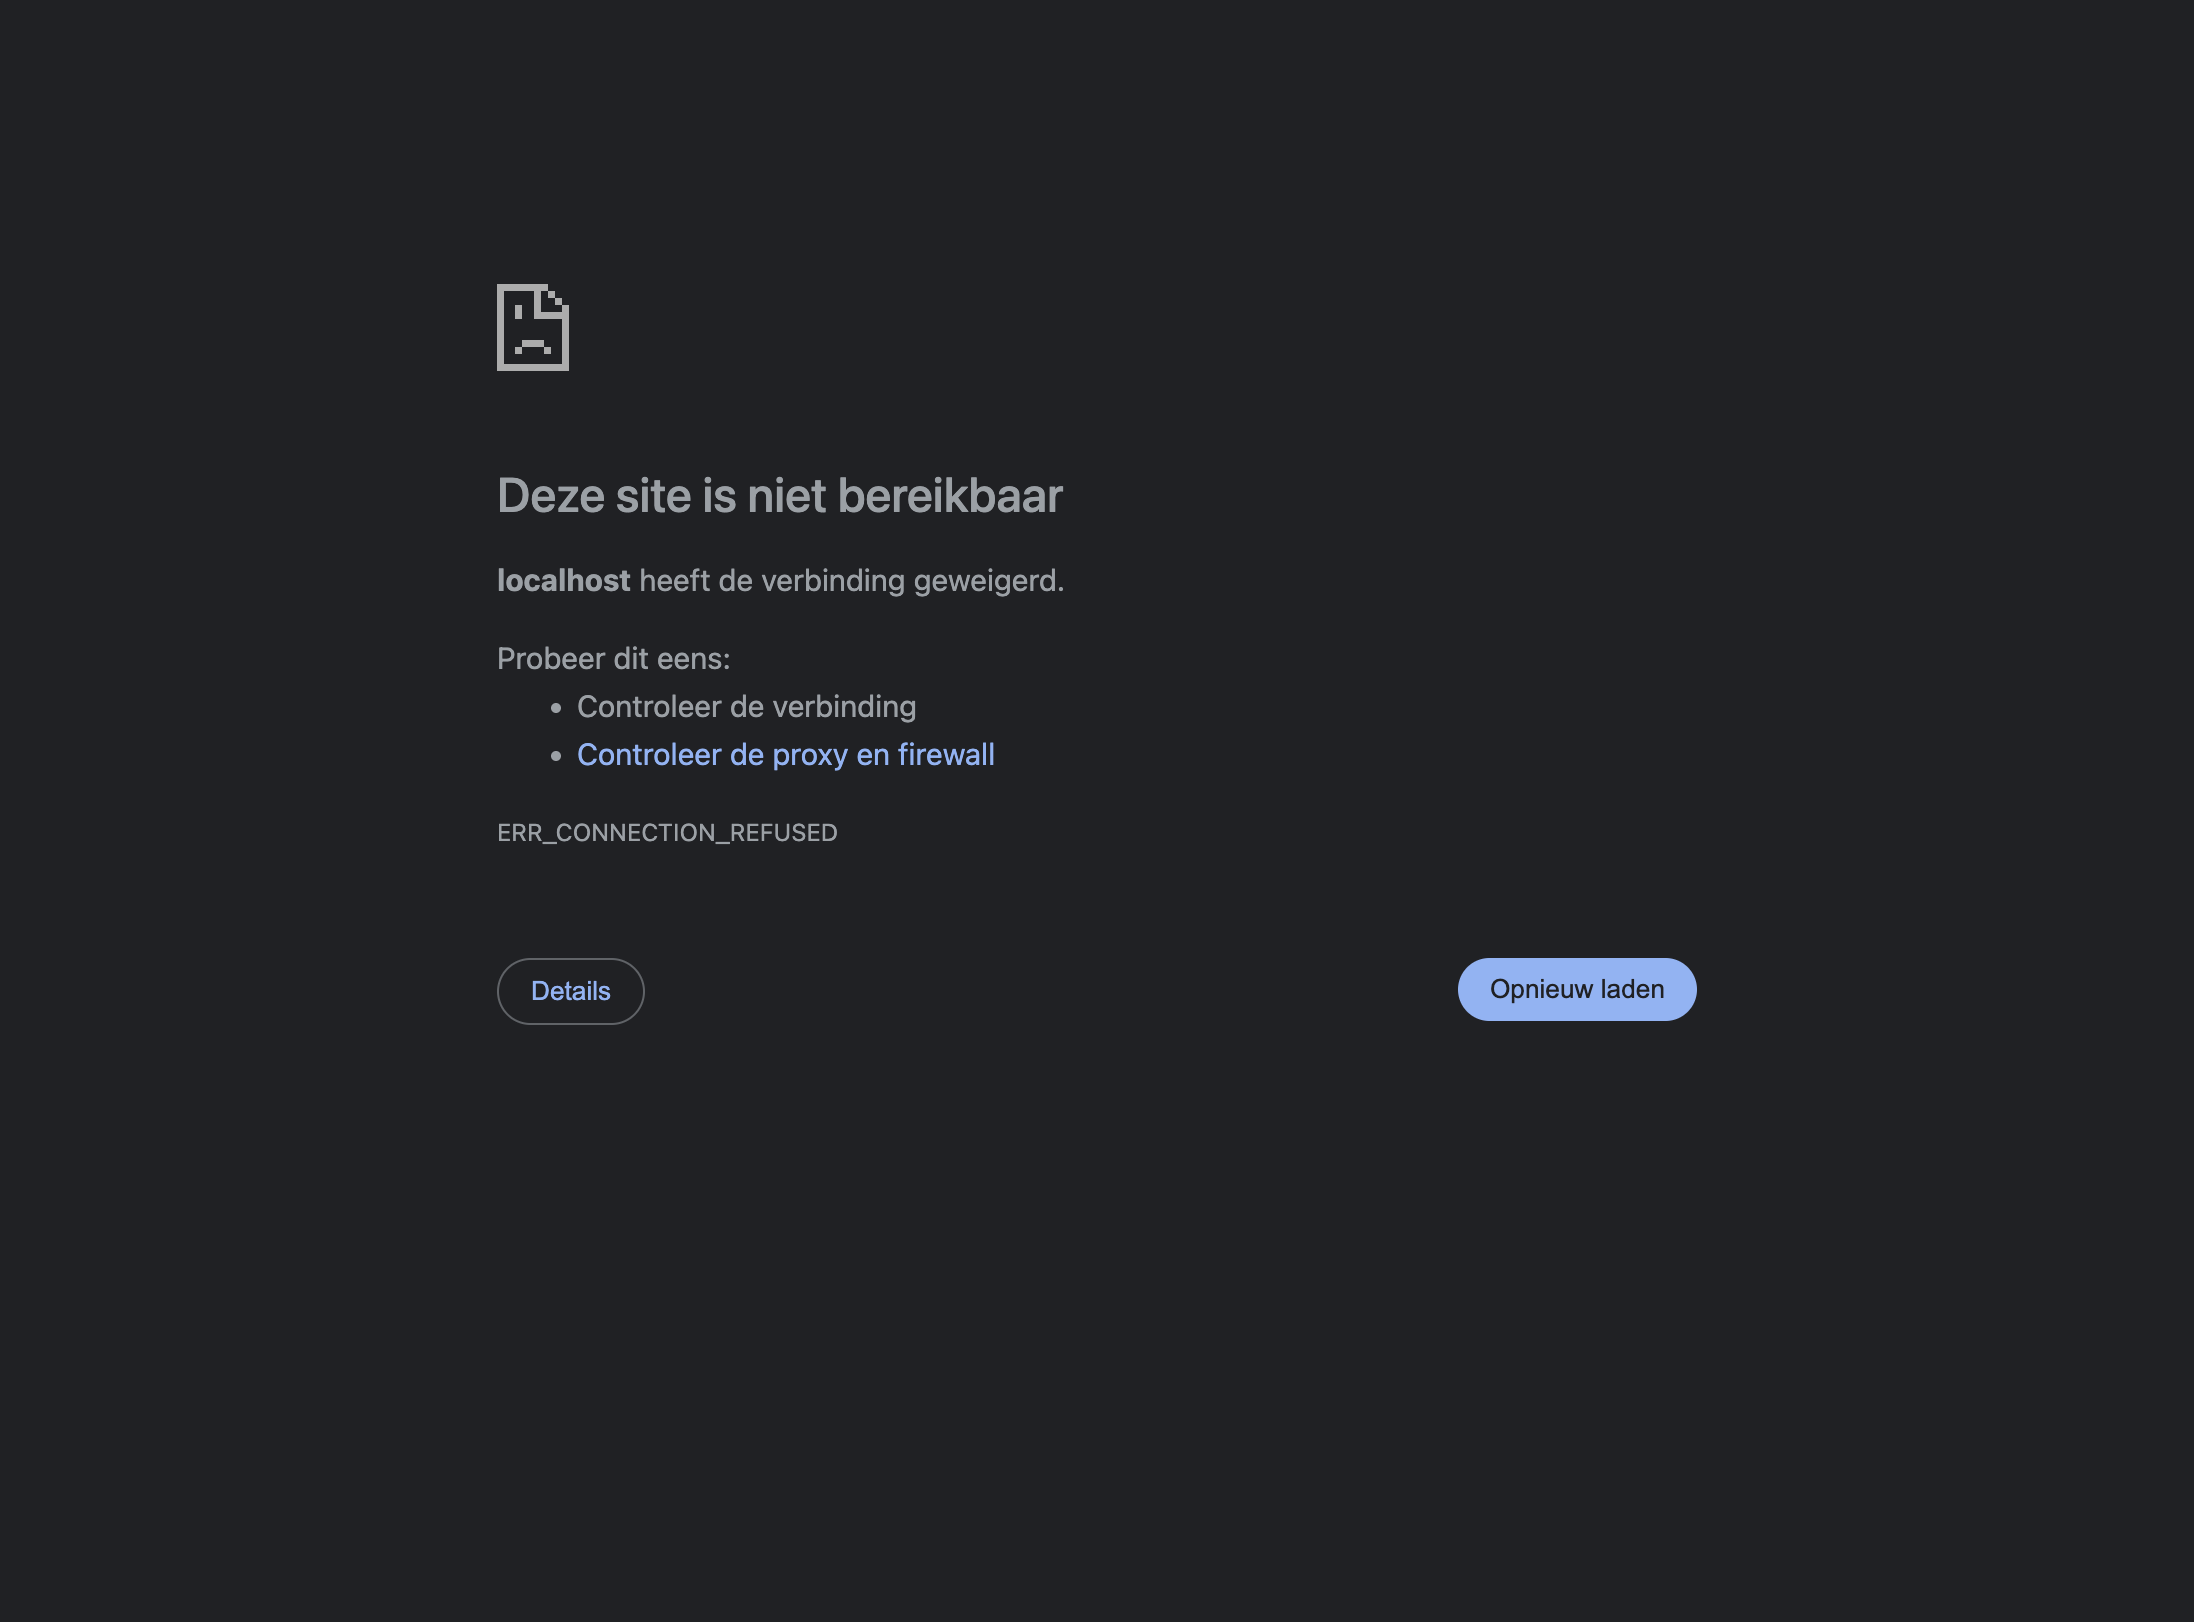 Deze site is niet bereikbaar
localhost heeft de verbinding geweigerd.
Probeer dit eens:
• Controleer de verbinding
• Controleer de proxy en firewall
ERR_CONNECTION_REFUSED
Details
Opnieuw laden